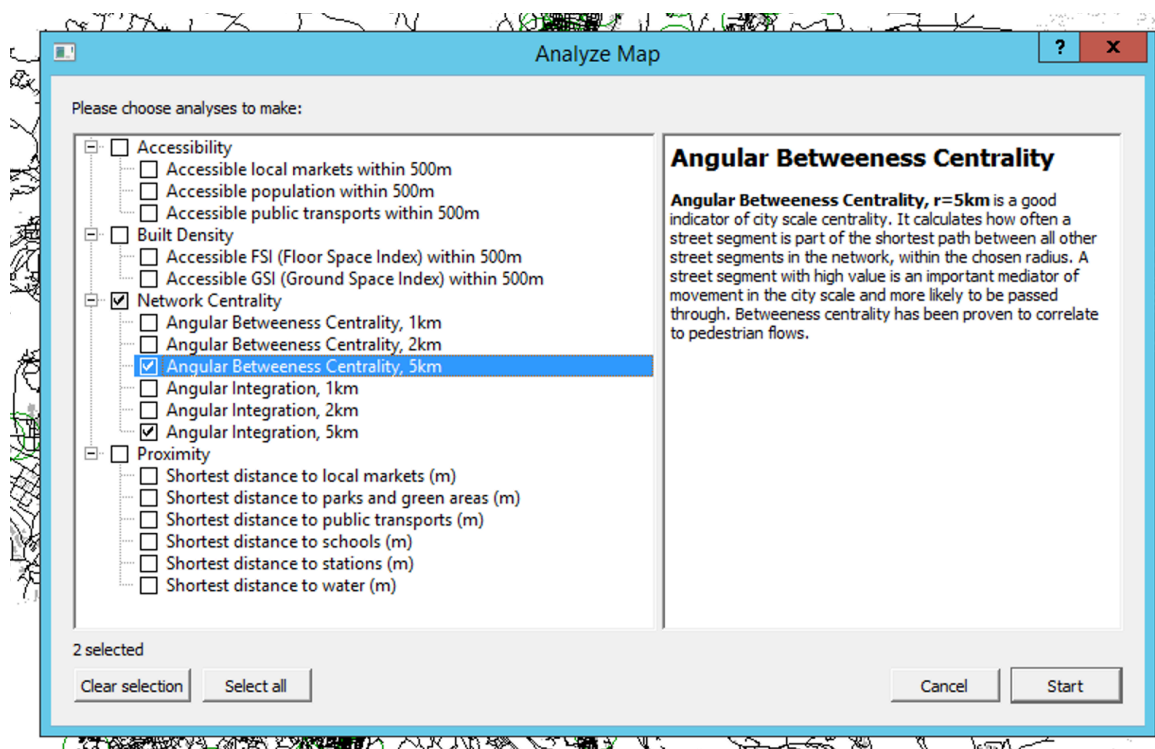 Analyze Map
?
x
Please choose analyses to make:
Accessibility
Accessible local markets within 500m
Accessible population within 500m
Accessible public transports within 500m
Built Density
Accessible FSI (Floor Space Index) within 500m
Accessible GSI (Ground Space Index) within 500m
Network Centrality
Angular Betweeness Centrality, 1km
Angular Betweeness Centrality, 2km
Angular Betweeness Centrality, 5km
Angular Integration, 1km
Angular Integration, 2km
Angular Integration, 5km
Proximity
Shortest distance to local markets (m)
Shortest distance to parks and green areas (m)
Shortest distance to public transports (m)
Shortest distance to schools (m)
Shortest distance to stations (m)
Shortest distance to water (m)
Angular Betweeness Centrality
Angular Betweeness Centrality, r=5km is a good
indicator of city scale centrality. It calculates how often a
street segment is part of the shortest path between all other
street segments in the network, within the chosen radius. A
street segment with high value is an important mediator of
movement in the city scale and more likely to be passed
through. Betweeness centrality has been proven to correlate
to pedestrian flows.
2 selected
Clear selection
Select all
Cancel
Start